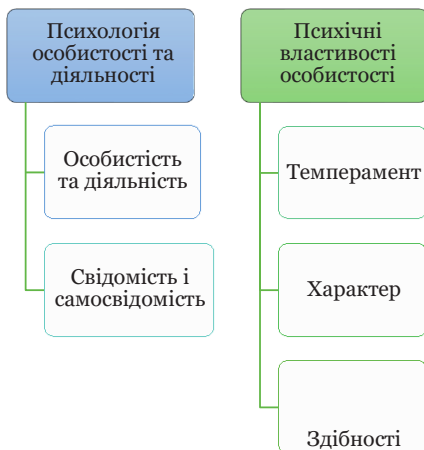 Психологія
особистості та
діяльності
Особистість
та діяльність
Свідомість і
самосвідомість
Психічні
властивості
особистості
Темперамент
Характер
Здібності